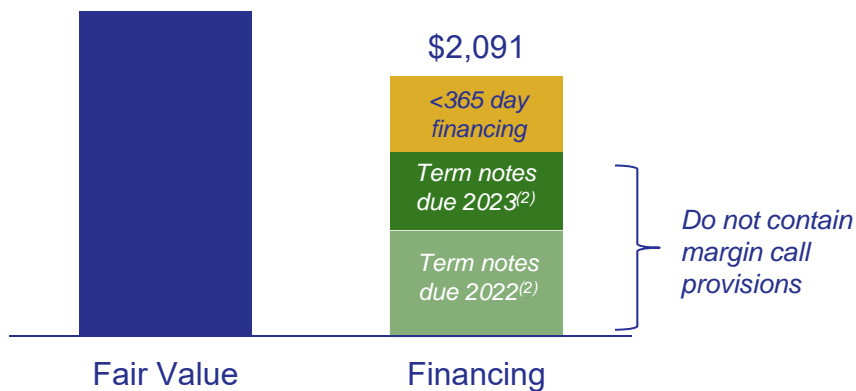 $2,091
<365 day
financing
Term notes
due 2023(2)
Term notes
due 2022(2)
Do not contain
margin call
provisions
Fair Value
Financing